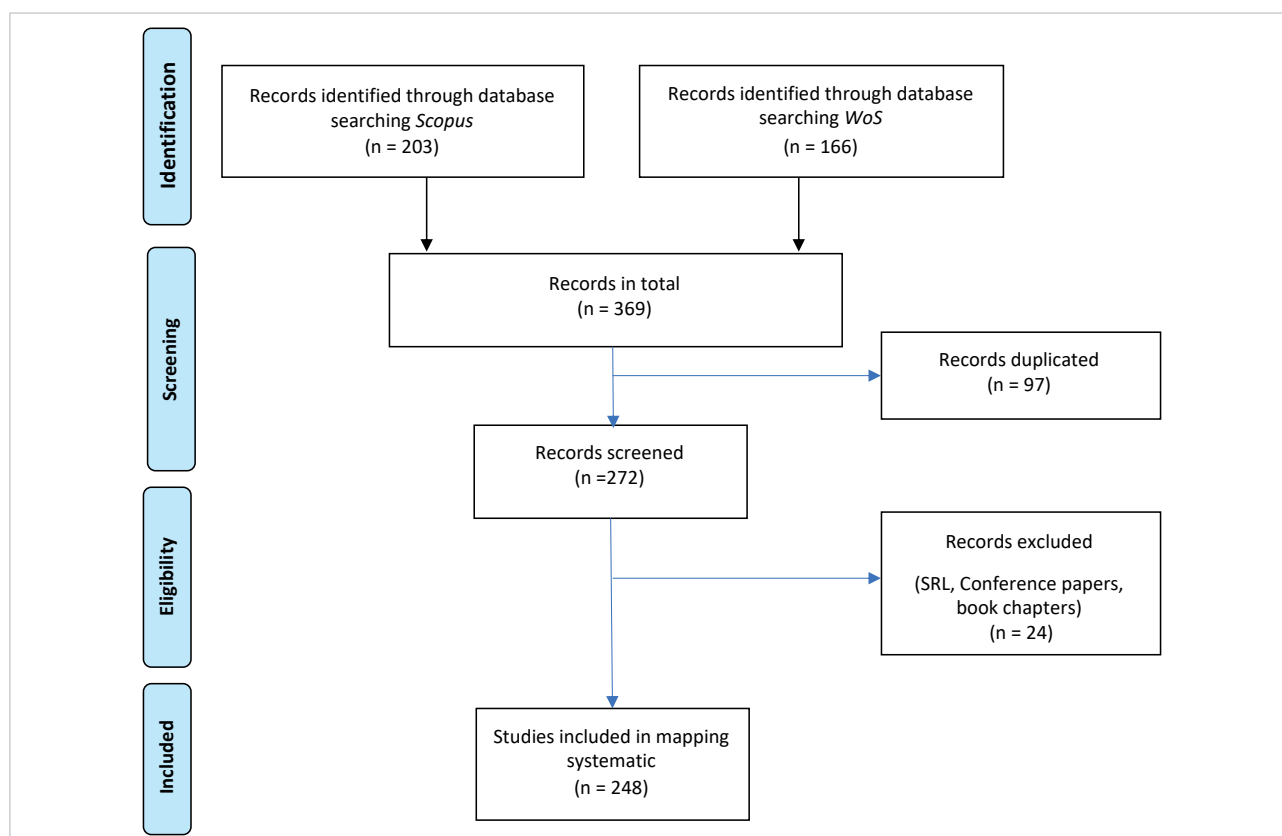 Identification
Records identified through database
searching Scopus
(n = 203)
Records identified through database
searching WoS
(n = 166)
Screening
Records in total
(n = 369)
Records duplicated
(n = 97)
Records screened
(n =272)
Eligibility
Records excluded
(SRL, Conference papers,
book chapters)
(n = 24)
Included
Studies included in mapping
systematic
(n = 248)